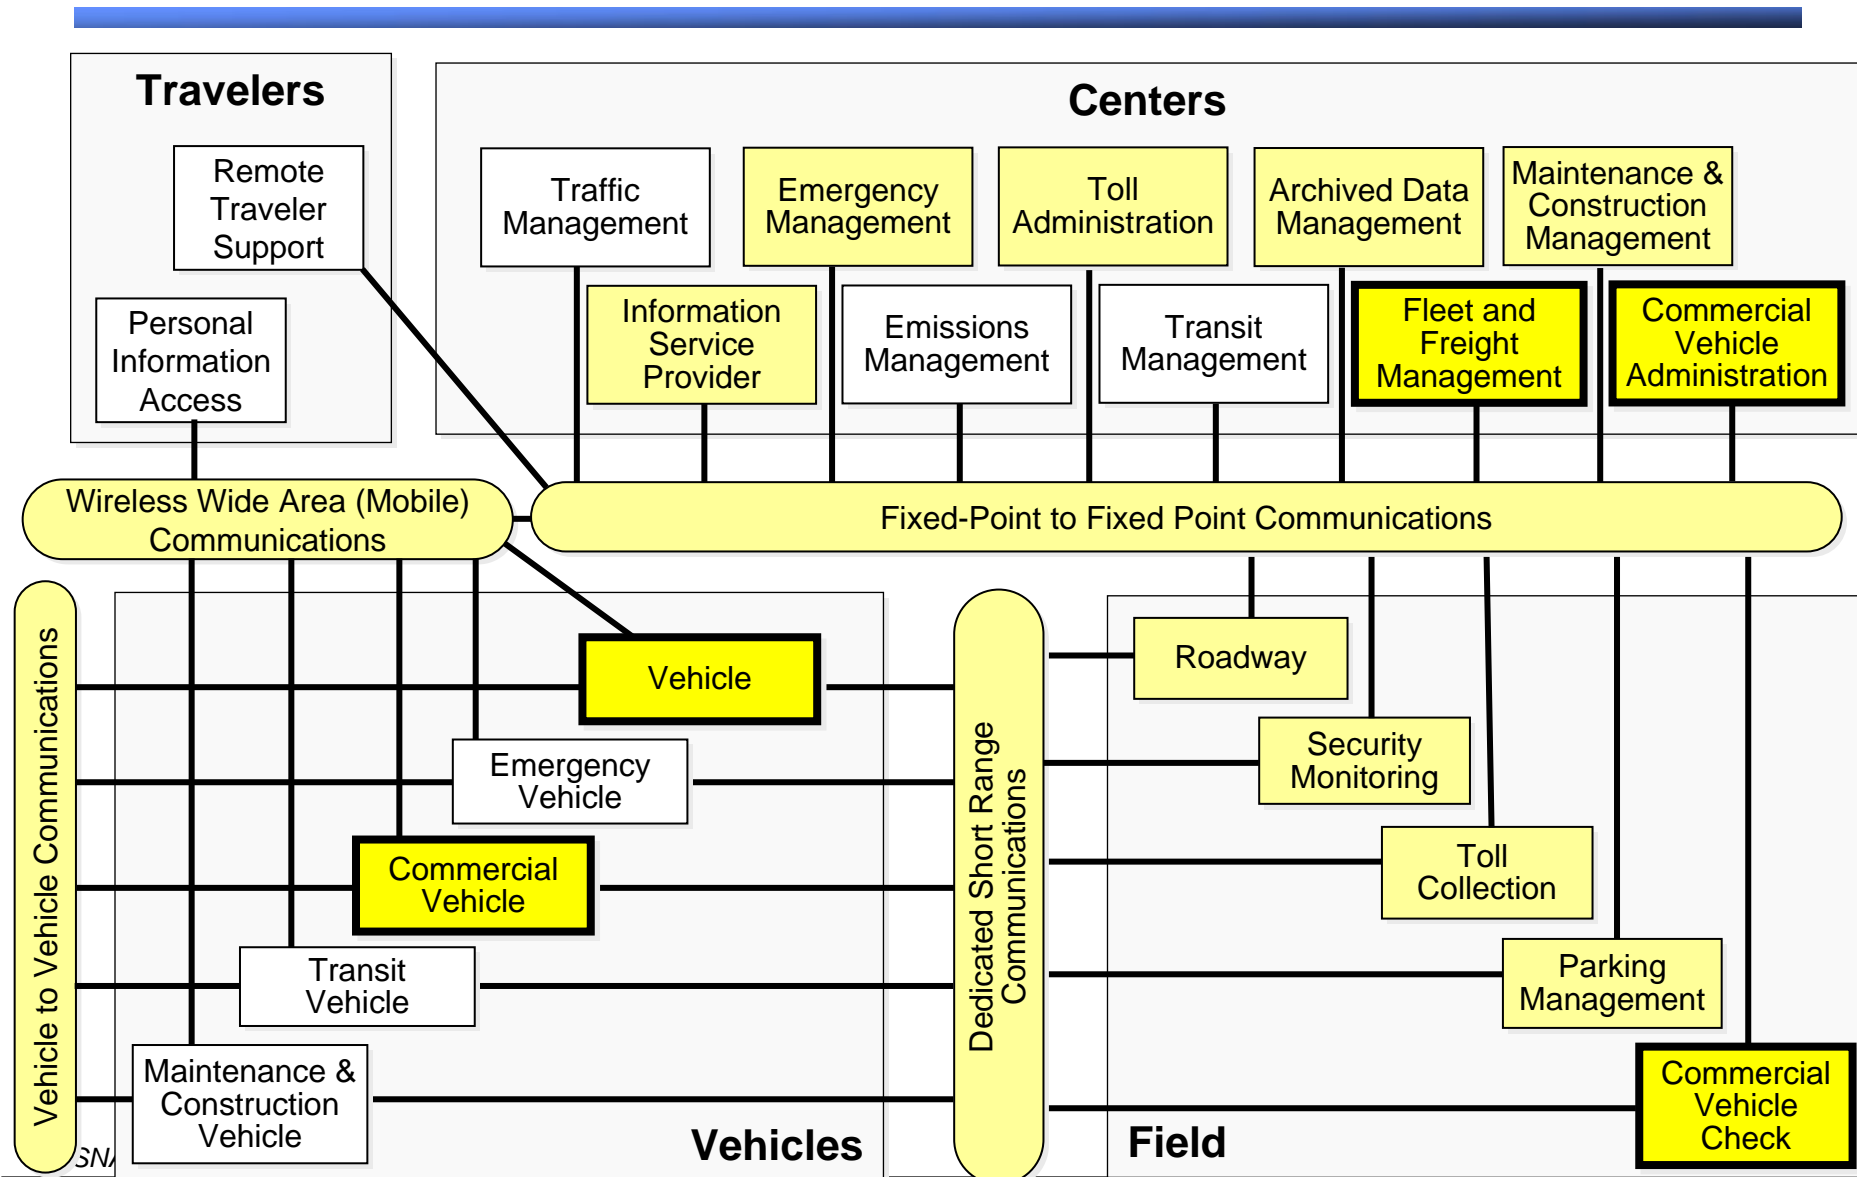 Travelers
Remote
Traveler
Support
Personal
Information
Access
Centers
Traffic
Management
Emergency
Management
Toll
Administration
Archived Data
Management
Maintenance &
Construction
Management
Information
Service
Provider
Emissions
Management
Transit
Management
Fleet and
Freight
Management
Commercial
Vehicle
Administration
Wireless Wide Area (Mobile)
Communications
Fixed-Point to Fixed Point Communications
Vehicle to Vehicle Communications
Vehicle
Emergency
Vehicle
Commercial
Vehicle
Transit
Vehicle
Maintenance &
Construction
Vehicle
Vehicles
Dedicated Short Range
Communications
Roadway
Security
Monitoring
Toll
Collection
Parking
Management
Commercial
Vehicle
Check
Field